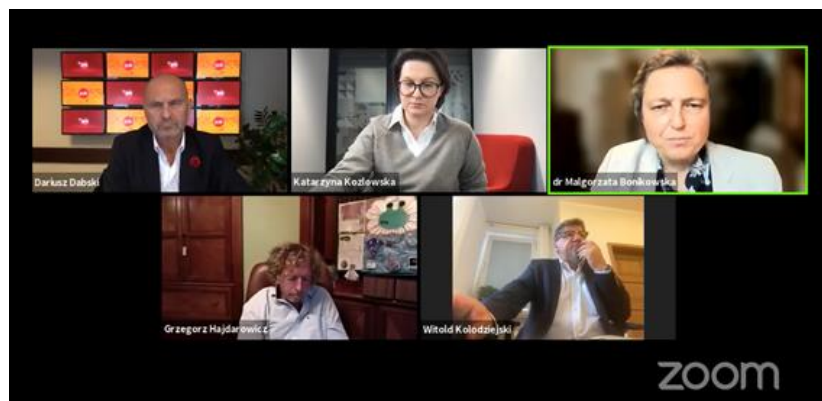 Dariusz Dabski
Katarzyna Kozlowska
dr Malgorzata Bonikowska
Grzegorz Hajdarowicz
Witold Kolodziejski
zoom